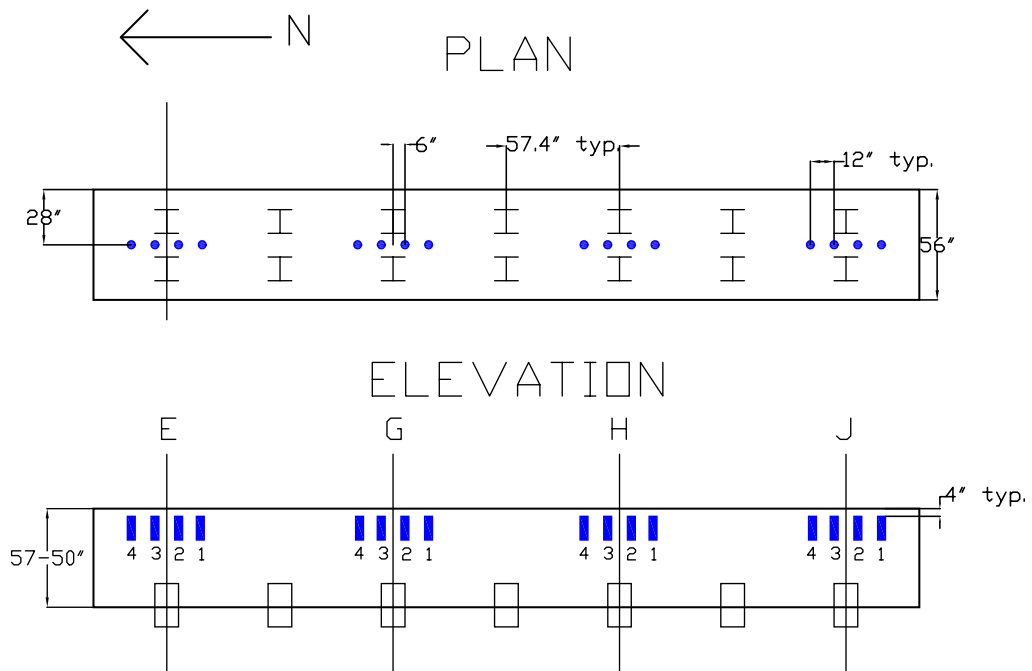 N
PLAN
6" 57.4" typ. 12" typ.
28"
56"
ELEVATION
E G H J
4" typ.
4 3 2 1 4 3 2 1 4 3 2 1 4 3 2 1
57-50"